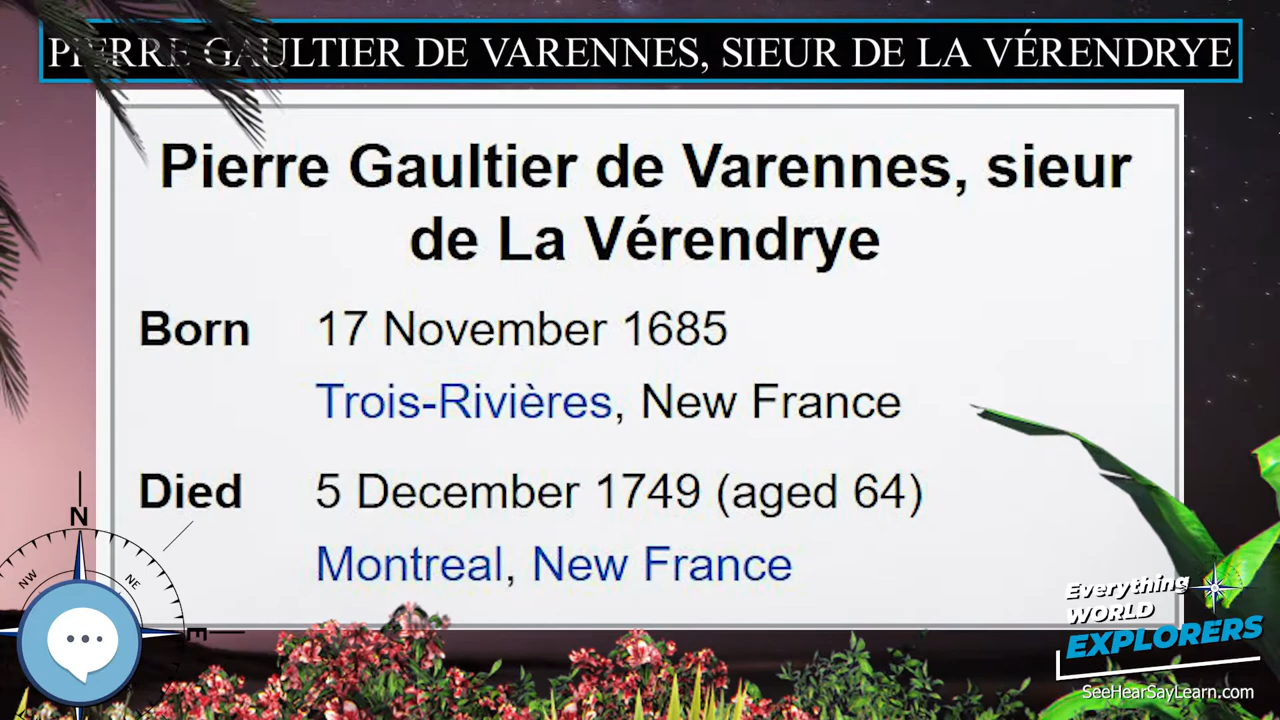 PIERRE GAULTIER DE VARENNES, SIEUR DE LA VÉRENDRYE
Pierre Gaultier de Varennes, sieur
de La Vérendrye
Born 17 November 1685
Trois-Rivières, New France
Died 5 December 1749 (aged 64)
Montreal, New France
N
NW
NE
E
Everything
WORLD
EXPLORERS
SeeHearSayLearn.com